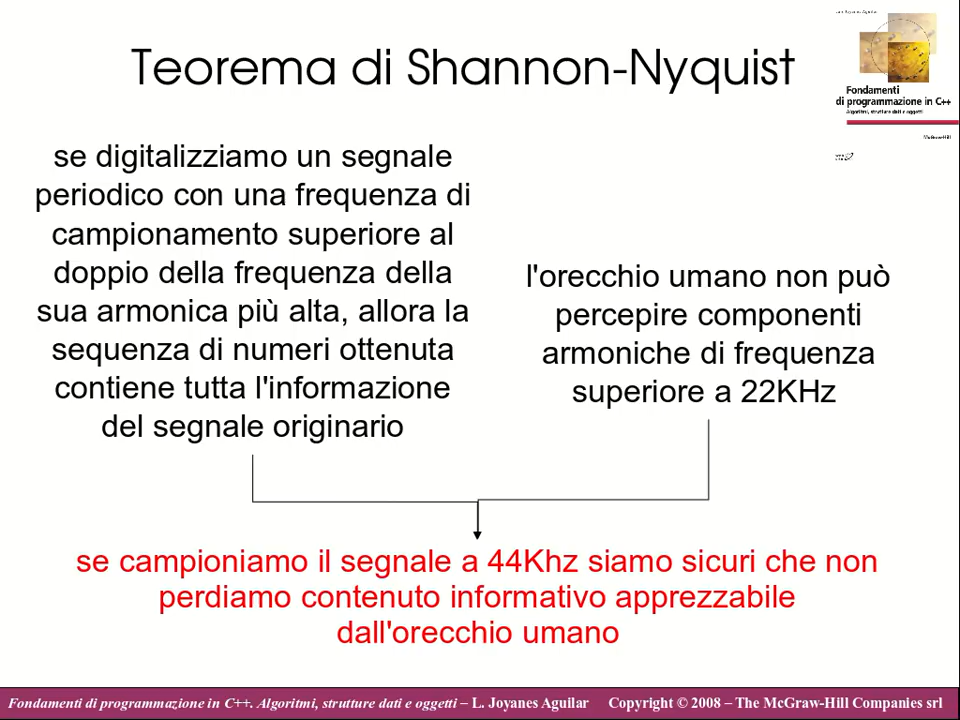 Teorema di Shannon-Nyquist
Fondamenti
di programmazione in C++
Algoritmi, strutture dati e oggetti
McGraw-Hill
se digitalizziamo un segnale
periodico con una frequenza di
campionamento superiore al
doppio della frequenza della
sua armonica più alta, allora la
sequenza di numeri ottenuta
contiene tutta l'informazione
del segnale originario
l'orecchio umano non può
percepire componenti
armoniche di frequenza
superiore a 22KHz
se campioniamo il segnale a 44Khz siamo sicuri che non
perdiamo contenuto informativo apprezzabile
dall'orecchio umano
Fondamenti di programmazione in C++. Algoritmi, strutture dati e oggetti – L. Joyanes Aguilar Copyright © 2008 – The McGraw-Hill Companies srl